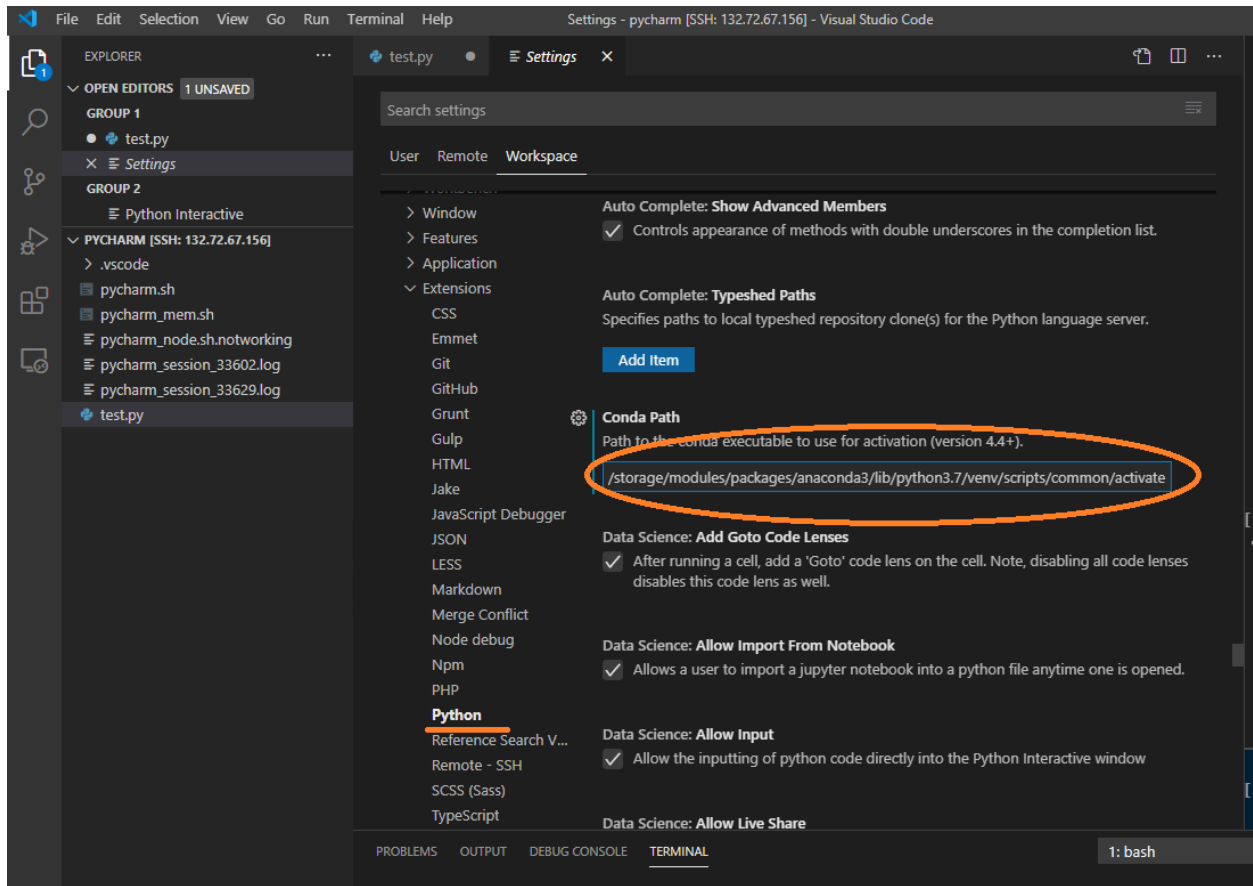 File Edit Selection View Go Run Terminal Help Settings - pycharm [SSH: 132.72.67.156] - Visual Studio Code
1
EXPLORER ···
OPEN EDITORS 1 UNSAVED
GROUP 1
test.py
Settings
GROUP 2
Python Interactive
PYCHARM [SSH: 132.72.67.156]
.vscode
pycharm.sh
pycharm_mem.sh
pycharm_node.sh.notworking
pycharm_session_33602.log
pycharm_session_33629.log
test.py
test.py Settings
Search settings
User Remote Workspace
Workbench
Window
Features
Application
Extensions
CSS
Emmet
Git
GitHub
Grunt
Gulp
HTML
Jake
JavaScript Debugger
JSON
LESS
Markdown
Merge Conflict
Node debug
Npm
PHP
Python
Reference Search V...
Remote - SSH
SCSS (Sass)
TypeScript
Auto Complete: Show Advanced Members
Controls appearance of methods with double underscores in the completion list.
Auto Complete: Typeshed Paths
Specifies paths to local typeshed repository clone(s) for the Python language server.
Add Item
Conda Path
Path to the conda executable to use for activation (version 4.4+).
/storage/modules/packages/anaconda3/lib/python3.7/venv/scripts/common/activate
Data Science: Add Goto Code Lenses
After running a cell, add a 'Goto' code lens on the cell. Note, disabling all code lenses
disables this code lens as well.
Data Science: Allow Import From Notebook
Allows a user to import a jupyter notebook into a python file anytime one is opened.
Data Science: Allow Input
Allow the inputting of python code directly into the Python Interactive window
Data Science: Allow Live Share
PROBLEMS OUTPUT DEBUG CONSOLE TERMINAL 1: bash